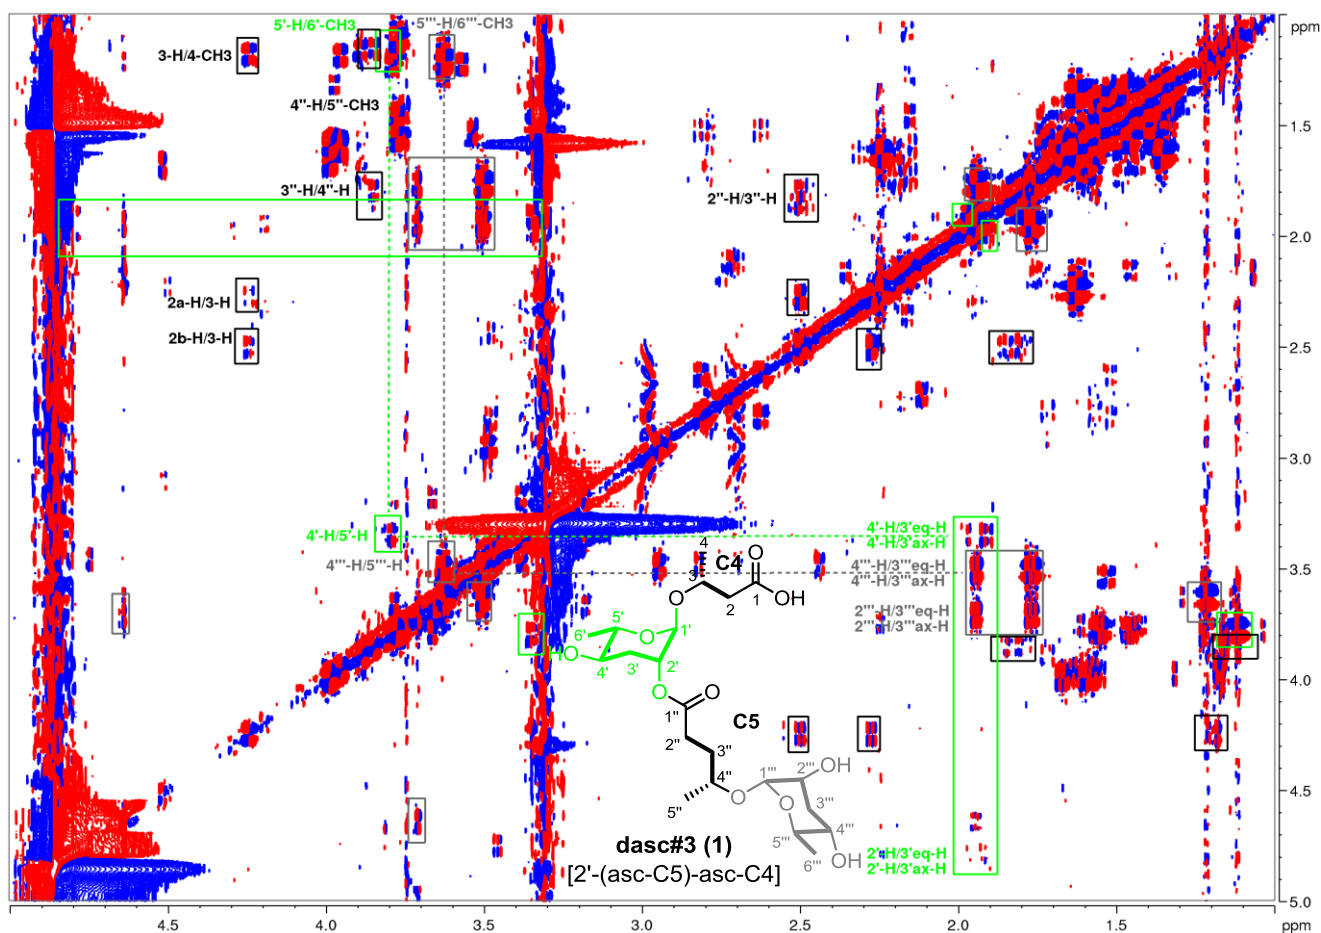 5'-H/6'-CH3
5'''-H/6'''-CH3
ppm
3-H/4-CH3
4''-H/5''-CH3
1.5
3''-H/4''-H
2''-H/3''-H
2.0
2a-H/3-H
2b-H/3-H
2.5
3.0
4'-H/5'-H
4'-H/3'eq-H
4'-H/3'ax-H
4'''-H/5'''-H
4'''-H/3'''eq-H
4'''-H/3'''ax-H
3.5
2'''-H/3'''eq-H
2'''-H/3'''ax-H
4
C4
O
3
2
1
OH
O
5'
6'
O
1'
HO
4'
3'
2'
4.0
O
O
1''
C5
2''
3''
4''
5''
O
1'''
2'''
OH
O
3'''
4'''
5'''
6'''
OH
4.5
2'-H/3'eq-H
2'-H/3'ax-H
dasc#3 (1)
[2'-(asc-C5)-asc-C4]
5.0
4.5
4.0
3.5
3.0
2.5
2.0
1.5
ppm